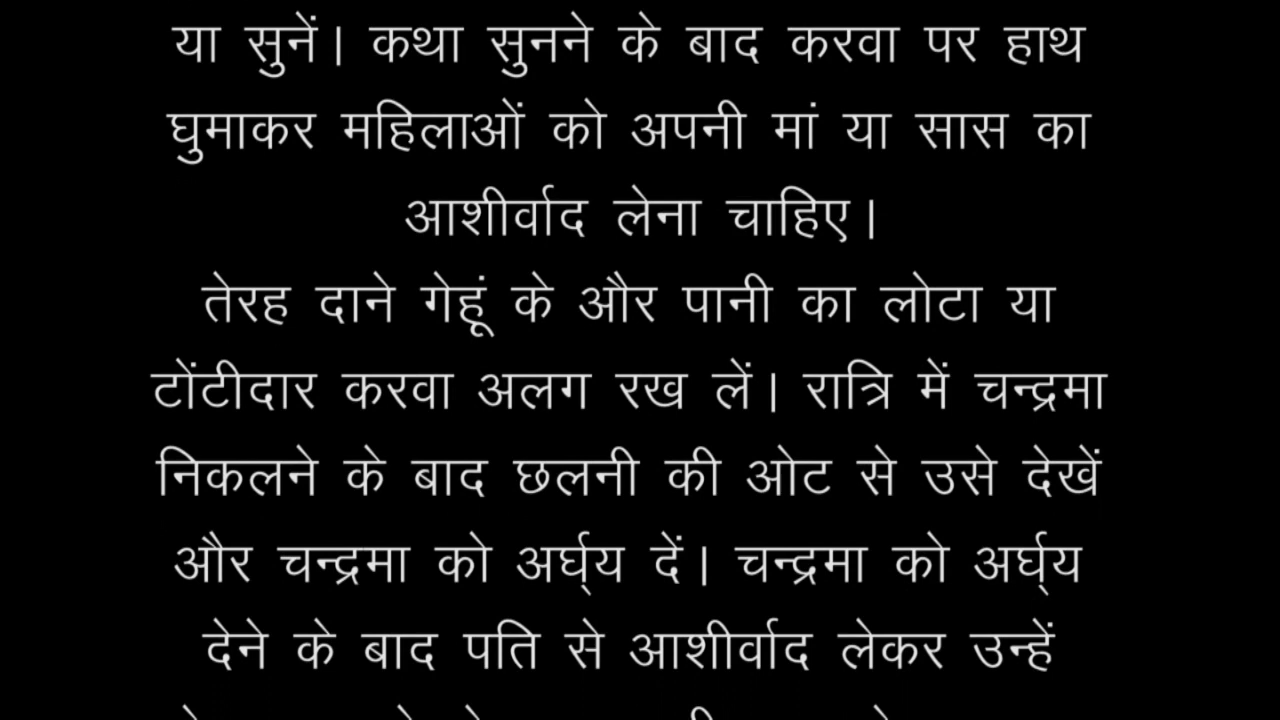 या सुनें। कथा सुनने के बाद करवा पर हाथ
घुमाकर महिलाओं को अपनी मां या सास का
आशीर्वाद लेना चाहिए।
तेरह दाने गेहूं के और पानी का लोटा या
टोंटीदार करवा अलग रख लें। रात्रि में चन्द्रमा
निकलने के बाद छलनी की ओट से उसे देखें
और चन्द्रमा को अर्घ्‌य दें। चन्द्रमा को अर्घ्‌य
देने के बाद पति से आशीर्वाद लेकर उन्हें